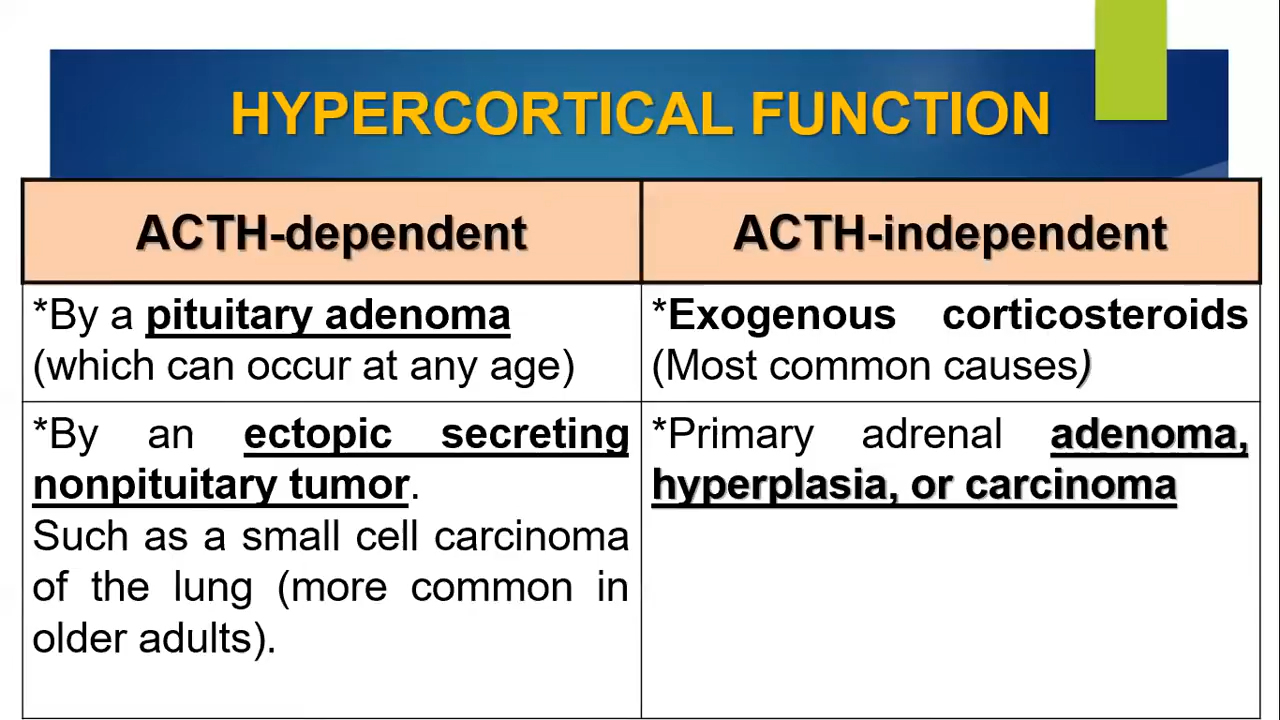 HYPERCORTICAL FUNCTION
ACTH-dependent
ACTH-independent
*By a pituitary adenoma
(which can occur at any age)
*Exogenous corticosteroids
(Most common causes)
*By an ectopic secreting
nonpituitary tumor.
Such as a small cell carcinoma
of the lung (more common in
older adults).
*Primary adrenal adenoma,
hyperplasia, or carcinoma